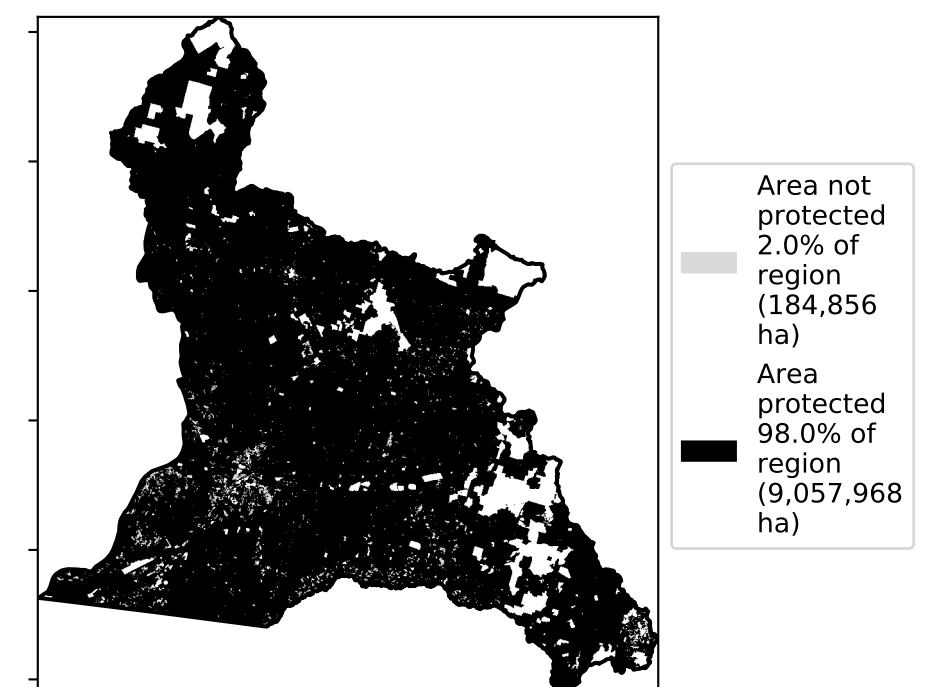 Area not
protected
2.0% of
region
(184,856
ha)
Area
protected
98.0% of
region
(9,057,968
ha)